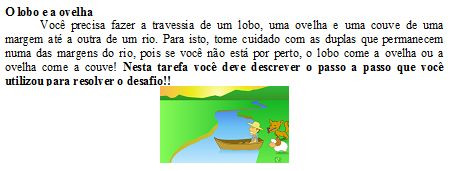 O lobo e a ovelha
Você precisa fazer a travessia de um lobo, uma ovelha e uma couve de uma
margem até a outra de um rio. Para isto, tome cuidado com as duplas que permanecem
numa das margens do rio, pois se você não está por perto, o lobo come a ovelha ou a
ovelha come a couve! Nesta tarefa você deve descrever o passo a passo que você
utilizou para resolver o desafio!!